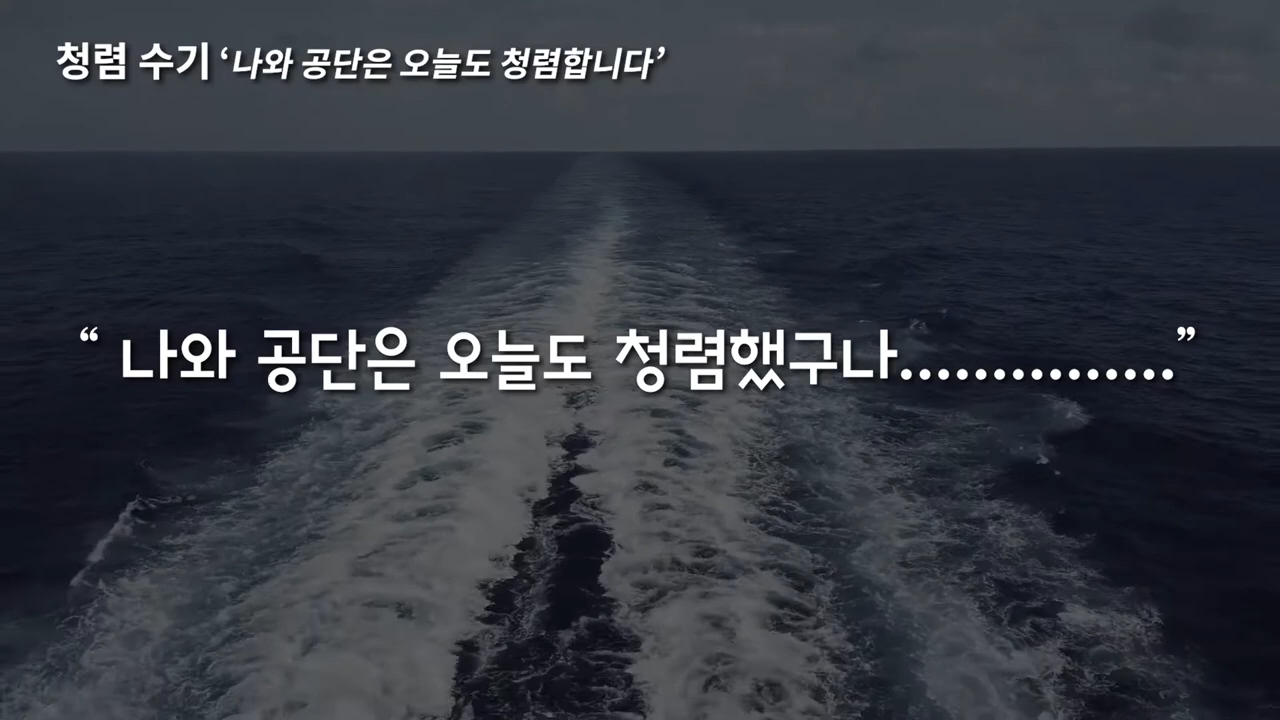 청렴 수기 ‘나와 공단은 오늘도 청렴합니다’
“ 나와 공단은 오늘도 청렴했구나............... ”